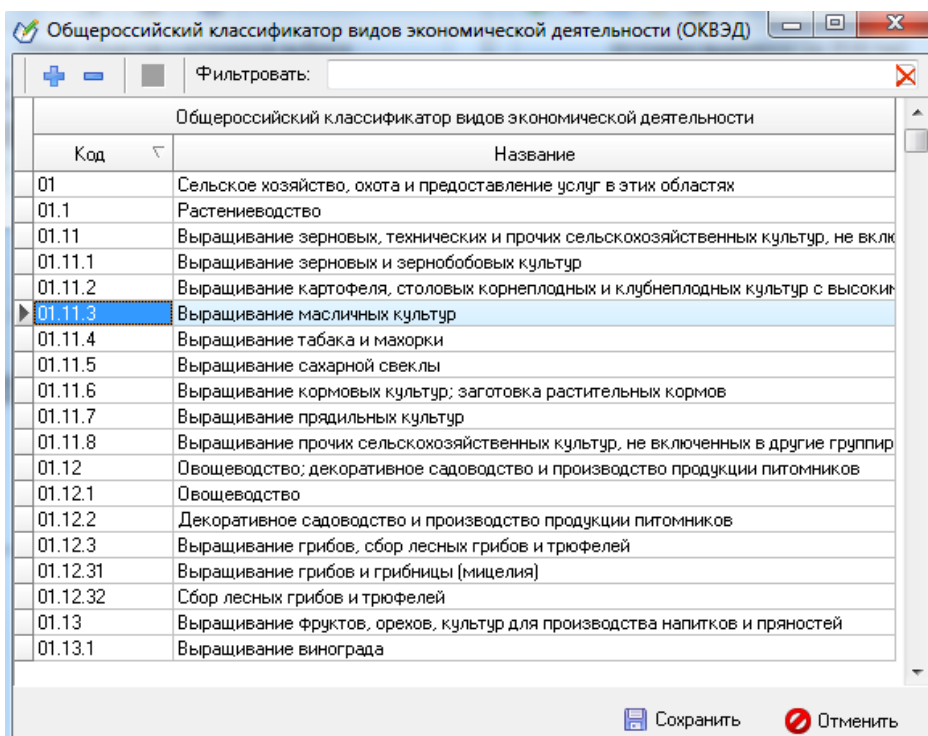 Общероссийский классификатор видов экономической деятельности (ОКВЭД)
Фильтровать:
Общероссийский классификатор видов экономической деятельности
Код Название
01 Сельское хозяйство, охота и предоставление услуг в этих областях
01.1 Растениеводство
01.11 Выращивание зерновых, технических и прочих сельскохозяйственных культур, не вклю
01.11.1 Выращивание зерновых и зернобобовых культур
01.11.2 Выращивание картофеля, столовых корнеплодных и клубнеплодных культур с высоким
01.11.3 Выращивание масличных культур
01.11.4 Выращивание табака и махорки
01.11.5 Выращивание сахарной свеклы
01.11.6 Выращивание кормовых культур; заготовка растительных кормов
01.11.7 Выращивание прядильных культур
01.11.8 Выращивание прочих сельскохозяйственных культур, не включенных в другие группир
01.12 Овощеводство; декоративное садоводство и производство продукции питомников
01.12.1 Овощеводство
01.12.2 Декоративное садоводство и производство продукции питомников
01.12.3 Выращивание грибов, сбор лесных грибов и трюфелей
01.12.31 Выращивание грибов и грибницы (мицелия)
01.12.32 Сбор лесных грибов и трюфелей
01.13 Выращивание фруктов, орехов, культур для производства напитков и пряностей
01.13.1 Выращивание винограда
Сохранить Отменить